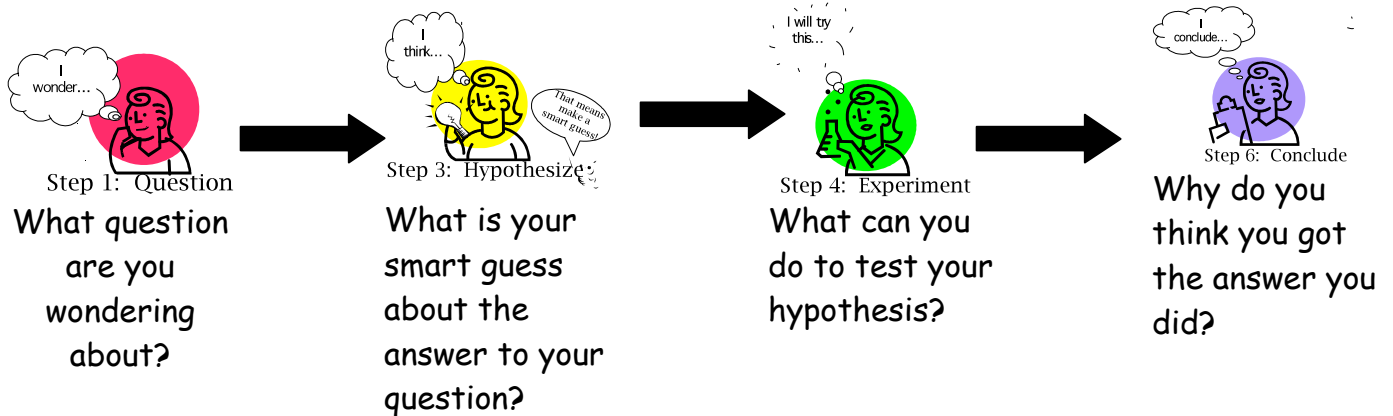 I
wonder...
Step 1: Question
What question
are you
wondering
about?
I
think...
That means
make a
smart guess!
Step 3: Hypothesize
What is your
smart guess
about the
answer to your
question?
I will try
this...
Step 4: Experiment
What can you
do to test your
hypothesis?
I
conclude...
Step 6: Conclude
Why do you
think you got
the answer you
did?